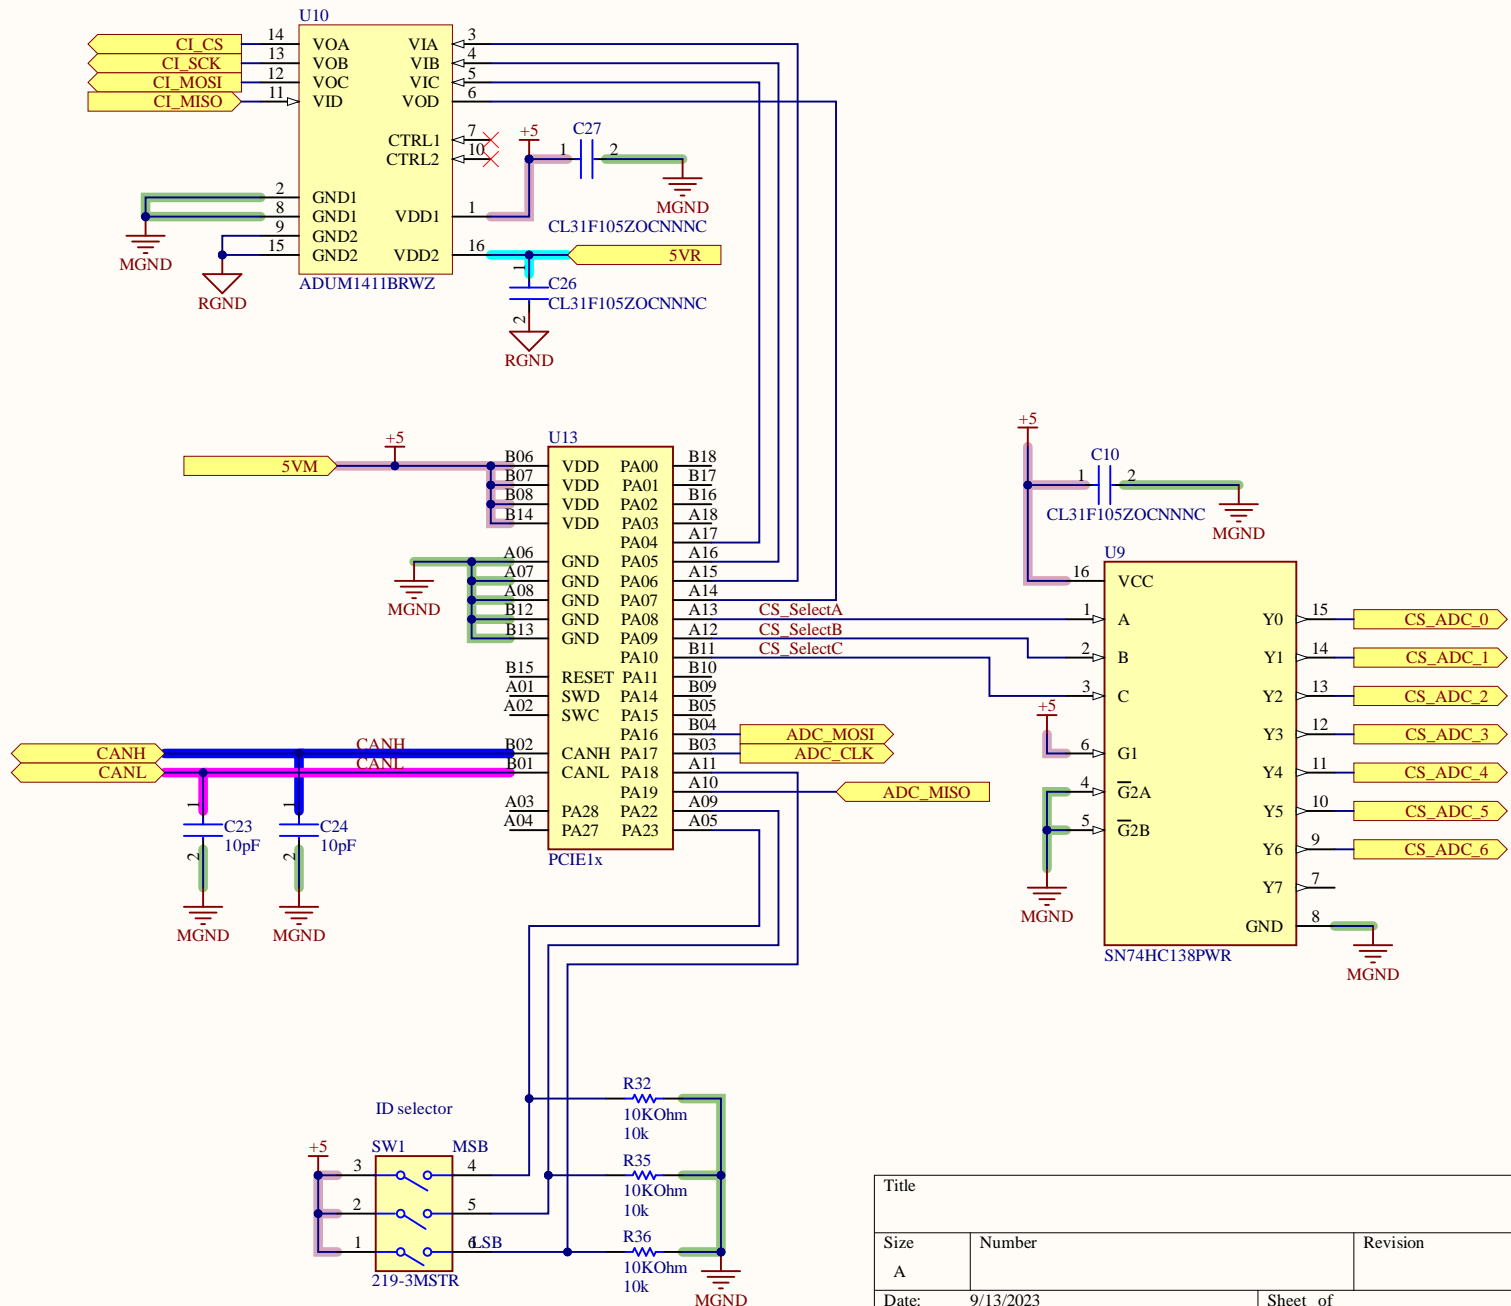 U10
CI_CS 14 VOA VIA 3
CI_SCK 13 VOB VIB 4
CI_MOSI 12 VOC VIC 5
CI_MISO 11 VID VOD 6
CTRL1 7
CTRL2 10
+5
C27
1 2
MGND
CL31F105ZOCNNNC
2 GND1
8 GND1 VDD1 1
9 GND2
15 GND2 VDD2 16 5VR
MGND
RGND
ADUM1411BRWZ
1
C26
CL31F105ZOCNNNC
2
RGND
+5
5VM
U13
B06 VDD PA00 B18
B07 VDD PA01 B17
B08 VDD PA02 B16
B14 VDD PA03 A18
PA04 A17
A06 GND PA05 A16
A07 GND PA06 A15
A08 GND PA07 A14
B12 GND PA08 A13 CS_SelectA
B13 GND PA09 A12 CS_SelectB
PA10 B11 CS_SelectC
B15 RESET PA11 B10
A01 SWD PA14 B09
A02 SWC PA15 B05
PA16 B04 ADC_MOSI
CANH CANH B02 CANH PA17 B03 ADC_CLK
CANL CANL B01 CANL PA18 A11
PA19 A10 ADC_MISO
A03 PA28 PA22 A09
A04 PA27 PA23 A05
PCIE1x
MGND
1 C23
10pF
2
MGND
1 C24
10pF
2
MGND
+5
C10
1 2
CL31F105ZOCNNNC
MGND
U9
16 VCC
1 A Y0 15 CS_ADC_0
2 B Y1 14 CS_ADC_1
3 C Y2 13 CS_ADC_2
+5
Y3 12 CS_ADC_3
6 G1
4 G2A Y4 11 CS_ADC_4
5 G2B Y5 10 CS_ADC_5
Y6 9 CS_ADC_6
Y7 7
MGND
GND 8
SN74HC138PWR
MGND
ID selector
+5
SW1 MSB
3 4
2 5
1 6 LSB
219-3MSTR
R32
10KOhm
10k
R35
10KOhm
10k
R36
10KOhm
10k
MGND
Title
Size Number Revision
A
Date: 9/13/2023 Sheet of